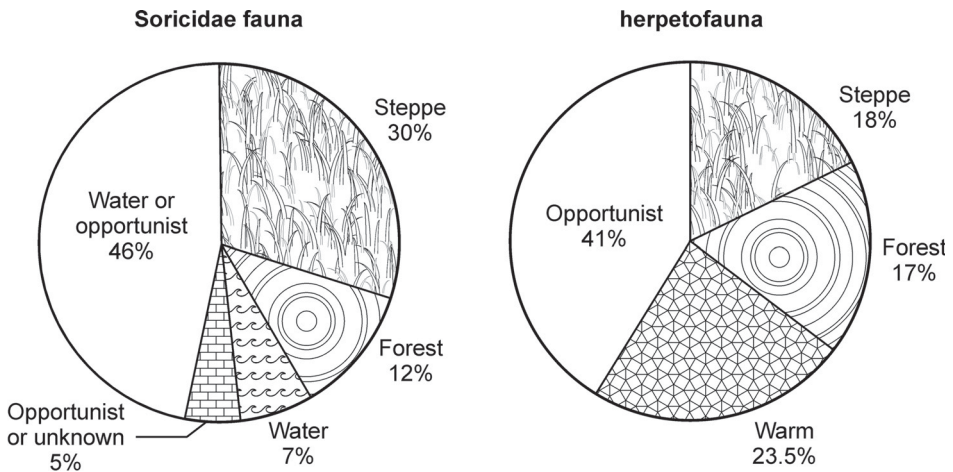 Soricidae fauna
Steppe
30%
Water or
opportunist
46%
Forest
12%
Opportunist
or unknown
5%
Water
7%
herpetofauna
Steppe
18%
Opportunist
41%
Forest
17%
Warm
23.5%